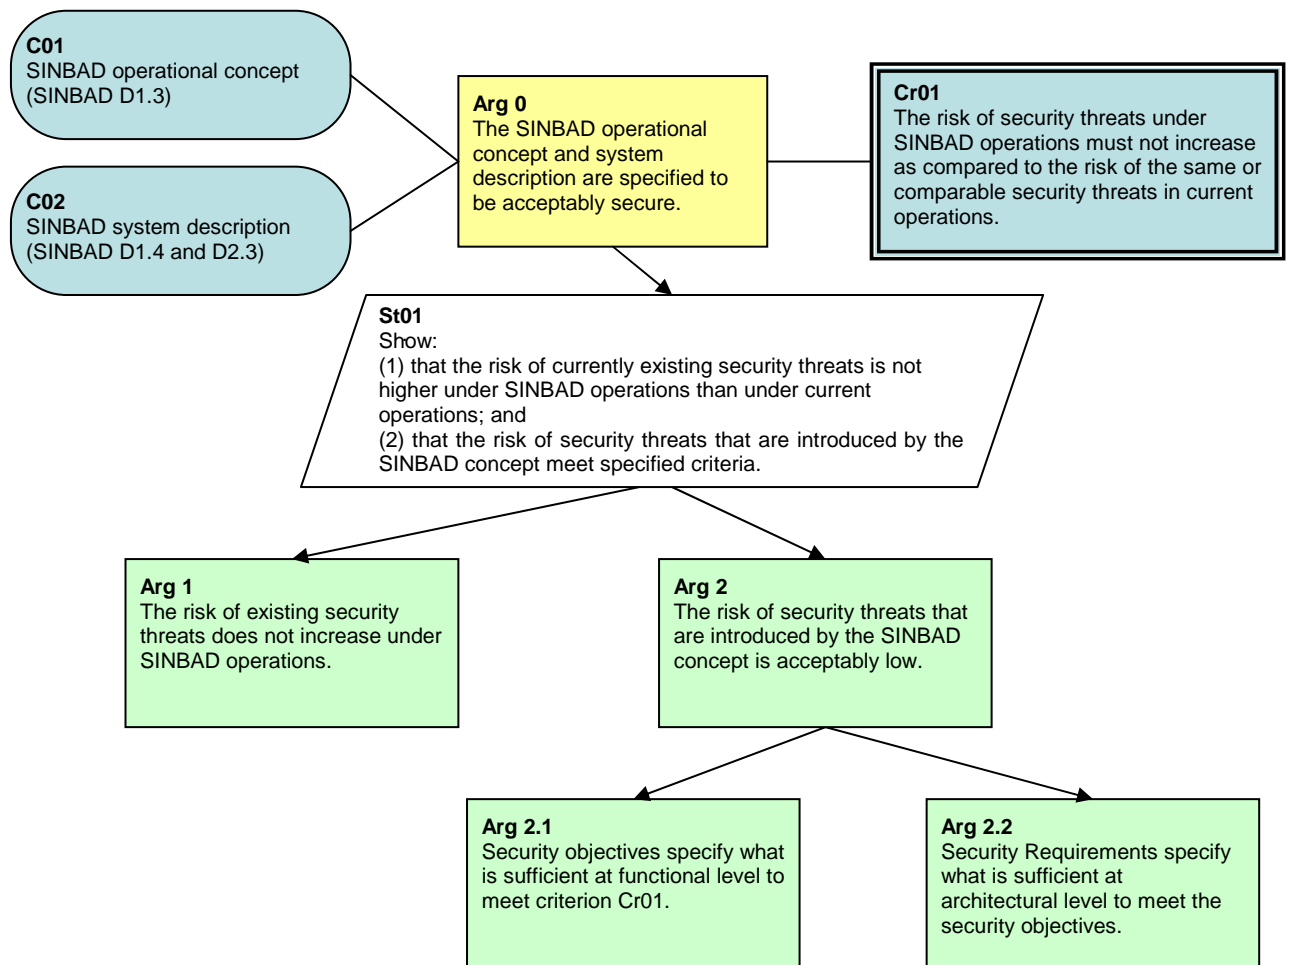 C01
SINBAD operational concept
(SINBAD D1.3)
C02
SINBAD system description
(SINBAD D1.4 and D2.3)
Arg 0
The SINBAD operational
concept and system
description are specified to
be acceptably secure.
Cr01
The risk of security threats under
SINBAD operations must not increase
as compared to the risk of the same or
comparable security threats in current
operations.
St01
Show:
(1) that the risk of currently existing security threats is not
higher under SINBAD operations than under current
operations; and
(2) that the risk of security threats that are introduced by the
SINBAD concept meet specified criteria.
Arg 1
The risk of existing security
threats does not increase under
SINBAD operations.
Arg 2
The risk of security threats that
are introduced by the SINBAD
concept is acceptably low.
Arg 2.1
Security objectives specify what
is sufficient at functional level to
meet criterion Cr01.
Arg 2.2
Security Requirements specify
what is sufficient at
architectural level to meet the
security objectives.